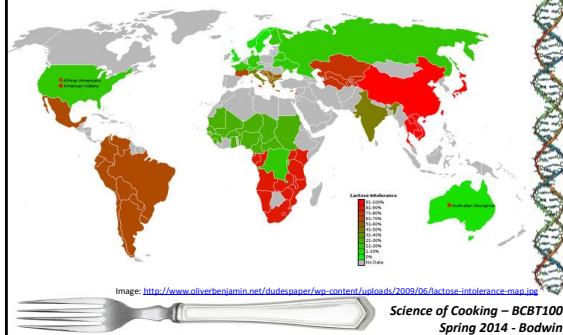 African Americans
American Indians
Lactose Intolerance
91-100%
81-90%
71-80%
61-70%
51-60%
41-50%
31-40%
21-30%
11-20%
1-10%
0%
No Data
Australian Aborigines
Image: http://www.oliverbenjamin.net/dudespaper/wp-content/uploads/2009/06/lactose-intolerance-map.jpg
Science of Cooking – BCBT100
Spring 2014 - Bodwin